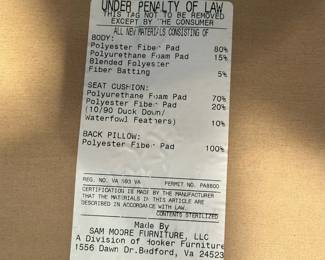 UNDER PENALTY OF LAW
THIS TAG NOT TO BE REMOVED
EXCEPT BY THE CONSUMER
ALL NEW MATERIALS CONSISTING OF
BODY:
Polyester Fiber Pad 80%
Polyurethane Foam Pad 15%
Blended Polyester
Fiber Batting 5%
SEAT CUSHION:
Polyurethane Foam Pad 70%
Polyester Fiber Pad 20%
(10/90 Duck Down/
Waterfowl Feathers) 10%
BACK PILLOW:
Polyester Fiber Pad 100%
REG. NO. VA 593 VA PERMIT NO. PA8600
CERTIFICATION IS MADE BY THE MANUFACTURER
THAT THE MATERIALS IN THIS ARTICLE ARE
DESCRIBED IN ACCORDANCE WITH LAW.
CONTENTS STERILIZED
Made By
SAM MOORE FURNITURE, LLC
A Division of Hooker Furniture
1556 Dawn Dr. Bedford, VA 24523